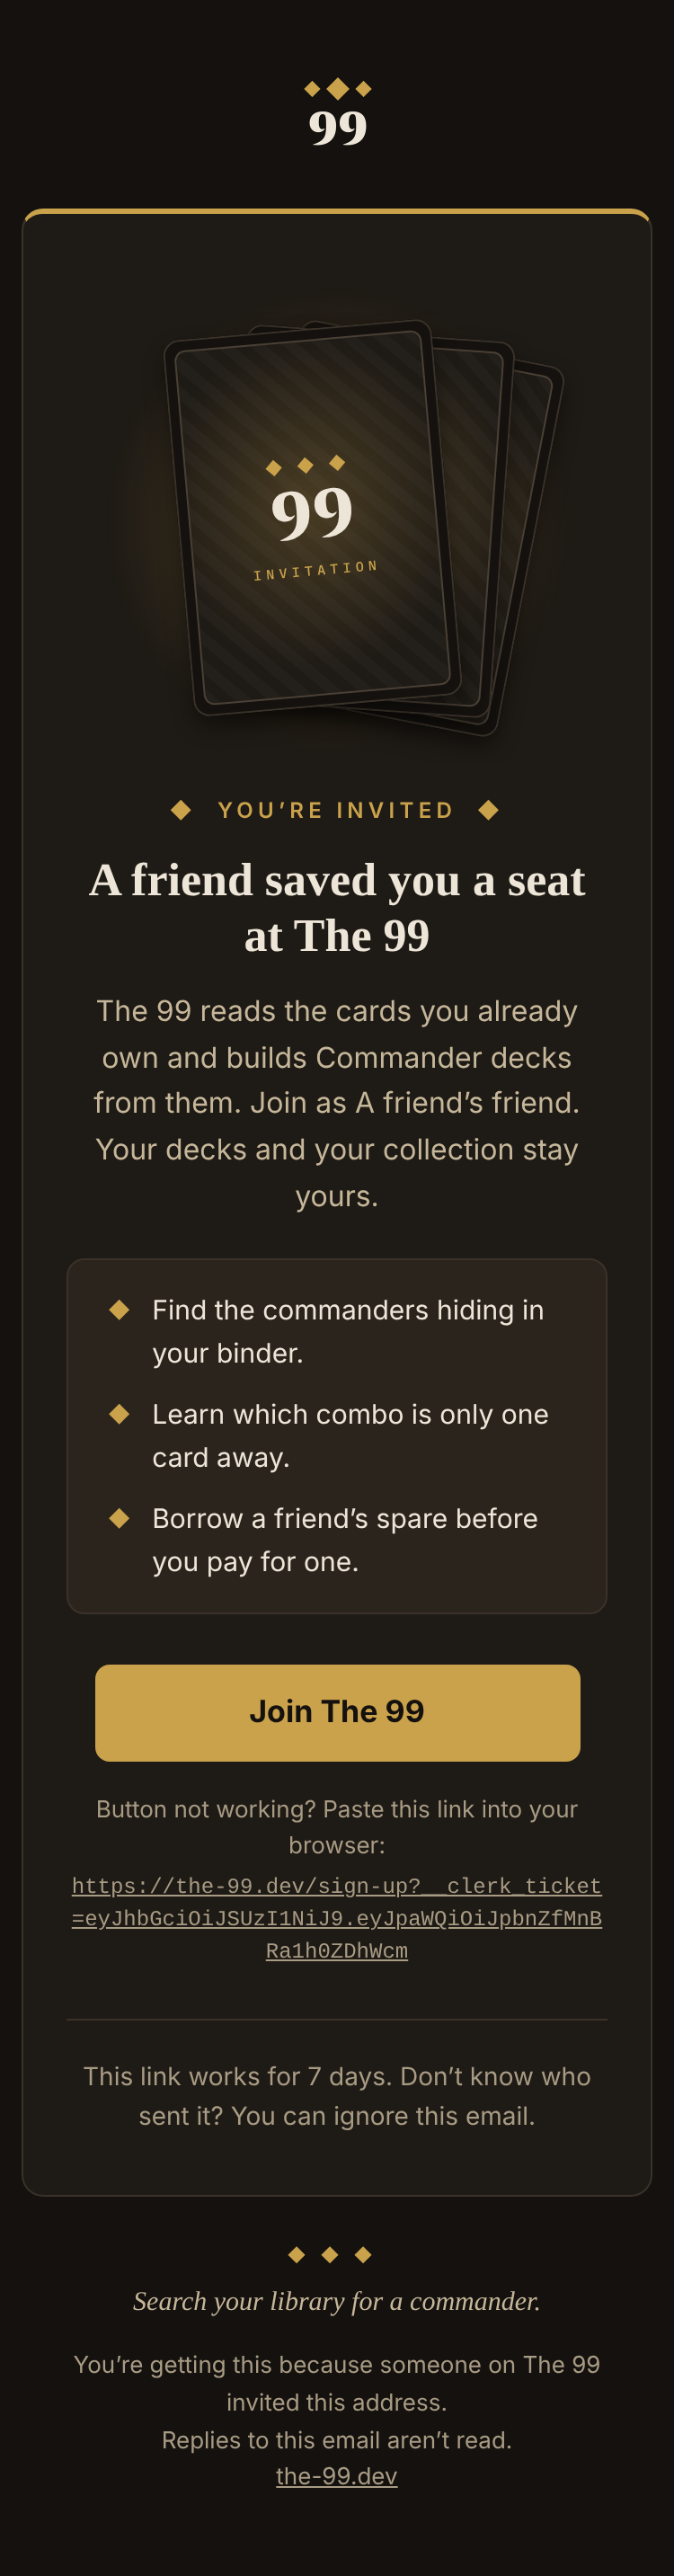 99
99
INVITATION
YOU’RE INVITED
A friend saved you a seat
at The 99
The 99 reads the cards you already
own and builds Commander decks
from them. Join as A friend’s friend.
Your decks and your collection stay
yours.
Find the commanders hiding in
your binder.
Learn which combo is only one
card away.
Borrow a friend’s spare before
you pay for one.
Join The 99
Button not working? Paste this link into your
browser:
https://the-99.dev/sign-up?__clerk_ticket
=eyJhbGciOiJSUzI1NiJ9.eyJpaWQiOiJpbnZfMnB
Ra1h0ZDhWcm
This link works for 7 days. Don’t know who
sent it? You can ignore this email.
Search your library for a commander.
You’re getting this because someone on The 99
invited this address.
Replies to this email aren’t read.
the-99.dev